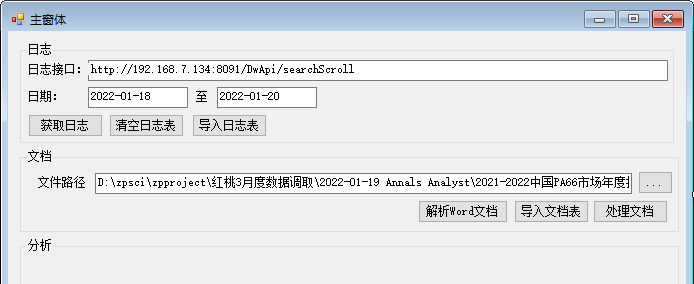 主窗体
日志
日志接口: http://192.168.7.134:8091/DwApi/searchScroll
日期: 2022-01-18 至 2022-01-20
获取日志 清空日志表 导入日志表
文档
文件路径 D:\zpsci\zpproject\红桃3月度数据调取\2022-01-19 Annals Analyst\2021-2022中国PA66市场年度 ...
解析Word文档 导入文档表 处理文档
分析